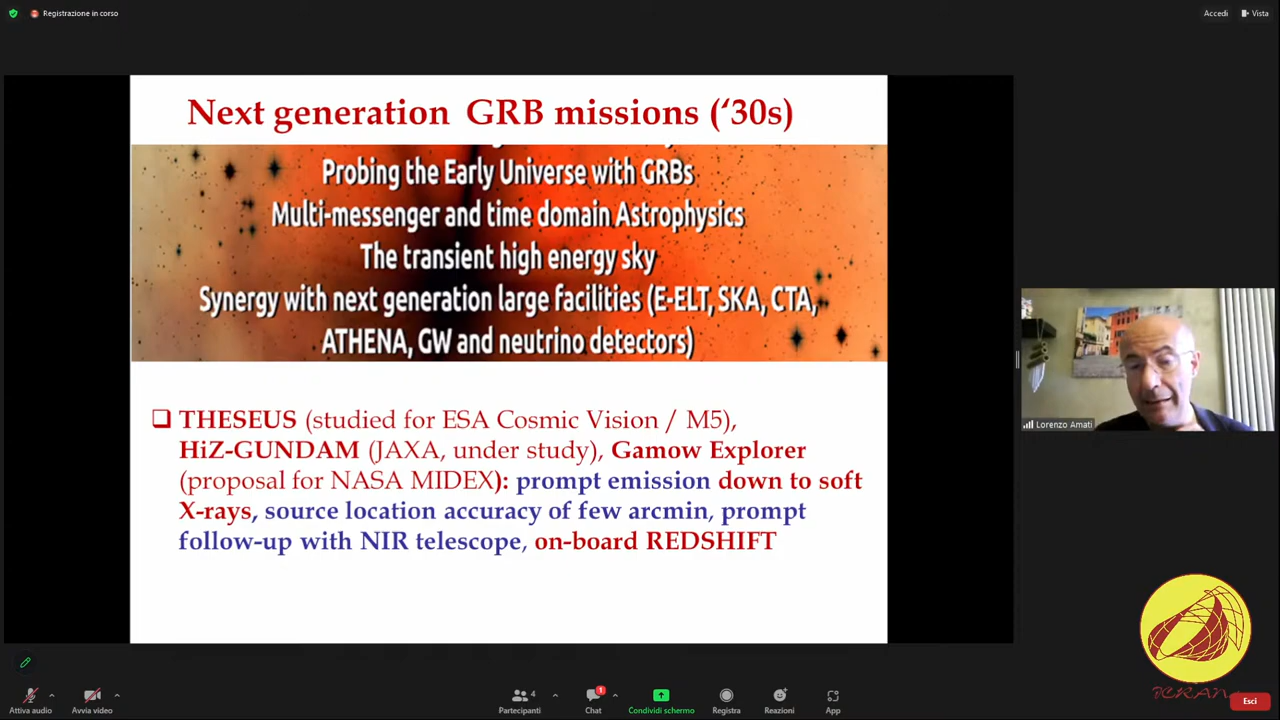 Registrazione in corso
Accedi
Vista
Next generation GRB missions ('30s)
Probing the Early Universe with GRBs
Multi-messenger and time domain Astrophysics
The transient high energy sky
Synergy with next generation large facilities (E-ELT, SKA, CTA,
ATHENA, GW and neutrino detectors)
THESEUS (studied for ESA Cosmic Vision / M5),
HiZ-GUNDAM (JAXA, under study), Gamow Explorer
(proposal for NASA MIDEX): prompt emission down to soft
X-rays, source location accuracy of few arcmin, prompt
follow-up with NIR telescope, on-board REDSHIFT
Lorenzo Amati
Attiva audio
Avvia video
Partecipanti
4
Chat
1
Condividi schermo
Registra
Reazioni
App
Esci